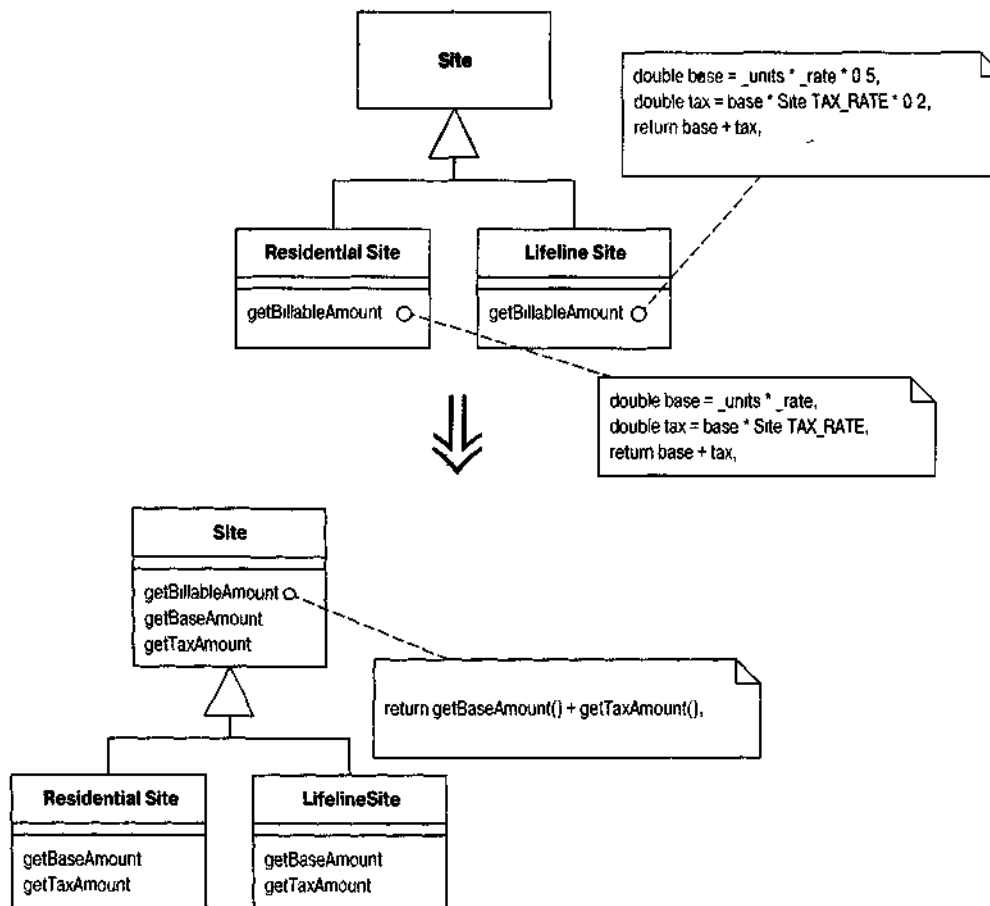 Site
double base = _units * _rate * 0 5,
double tax = base * Site TAX_RATE * 0 2,
return base + tax,
Residential Site
getBillableAmount
Lifeline Site
getBillableAmount
double base = _units * _rate,
double tax = base * Site TAX_RATE,
return base + tax,
Site
getBillableAmount
getBaseAmount
getTaxAmount
return getBaseAmount() + getTaxAmount(),
Residential Site
getBaseAmount
getTaxAmount
LifelineSite
getBaseAmount
getTaxAmount